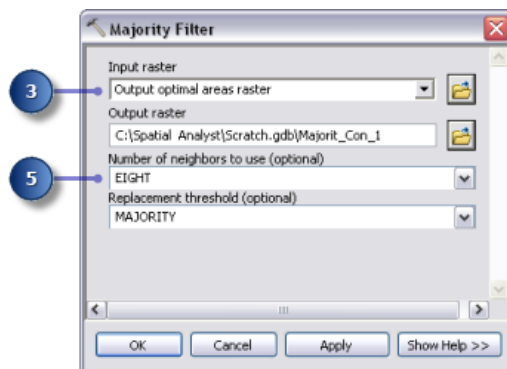 Majority Filter
Input raster
3
Output optimal areas raster
Output raster
C:\Spatial Analyst\Scratch.gdb\Majorit_Con_1
Number of neighbors to use (optional)
5
EIGHT
Replacement threshold (optional)
MAJORITY
OK Cancel Apply Show Help >>